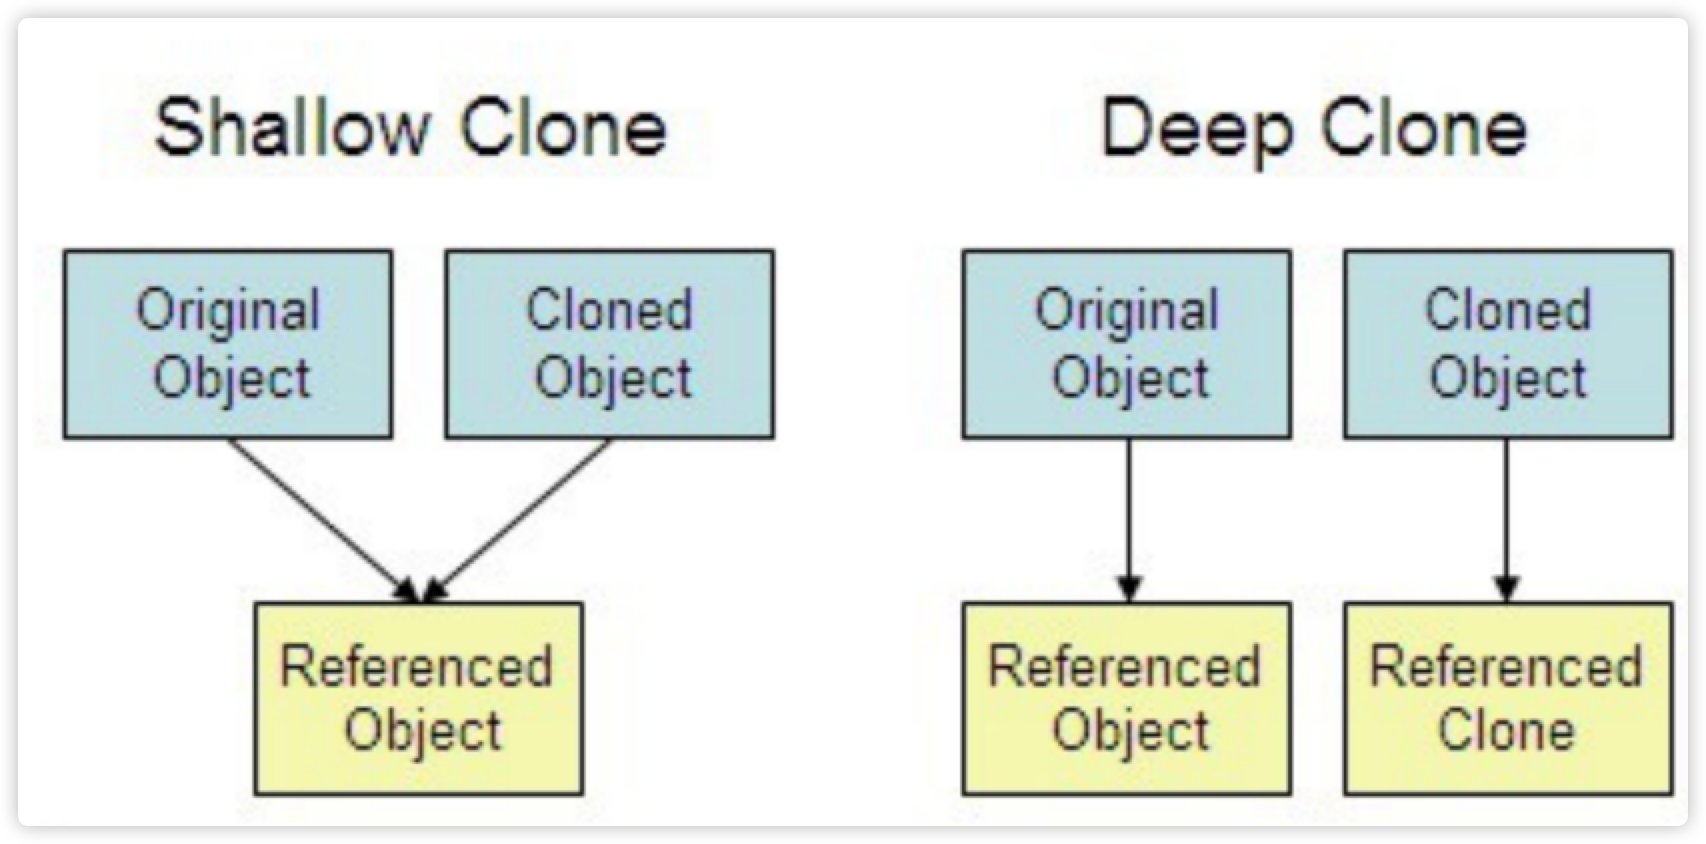 Shallow Clone
Original
Object
Cloned
Object
Referenced
Object
Deep Clone
Original
Object
Cloned
Object
Referenced
Object
Referenced
Clone